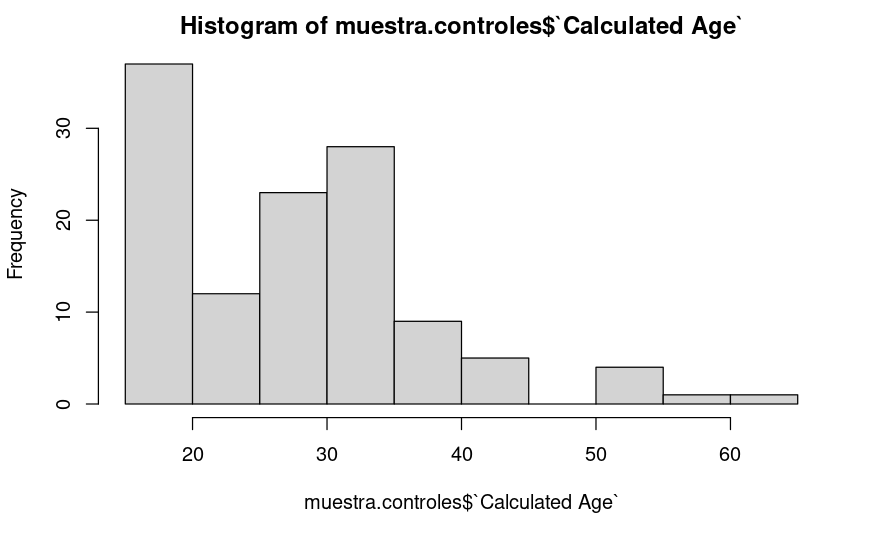 Histogram of muestra.controles$`Calculated Age`
Frequency
30
20
10
0
20 30 40 50 60
muestra.controles$`Calculated Age`